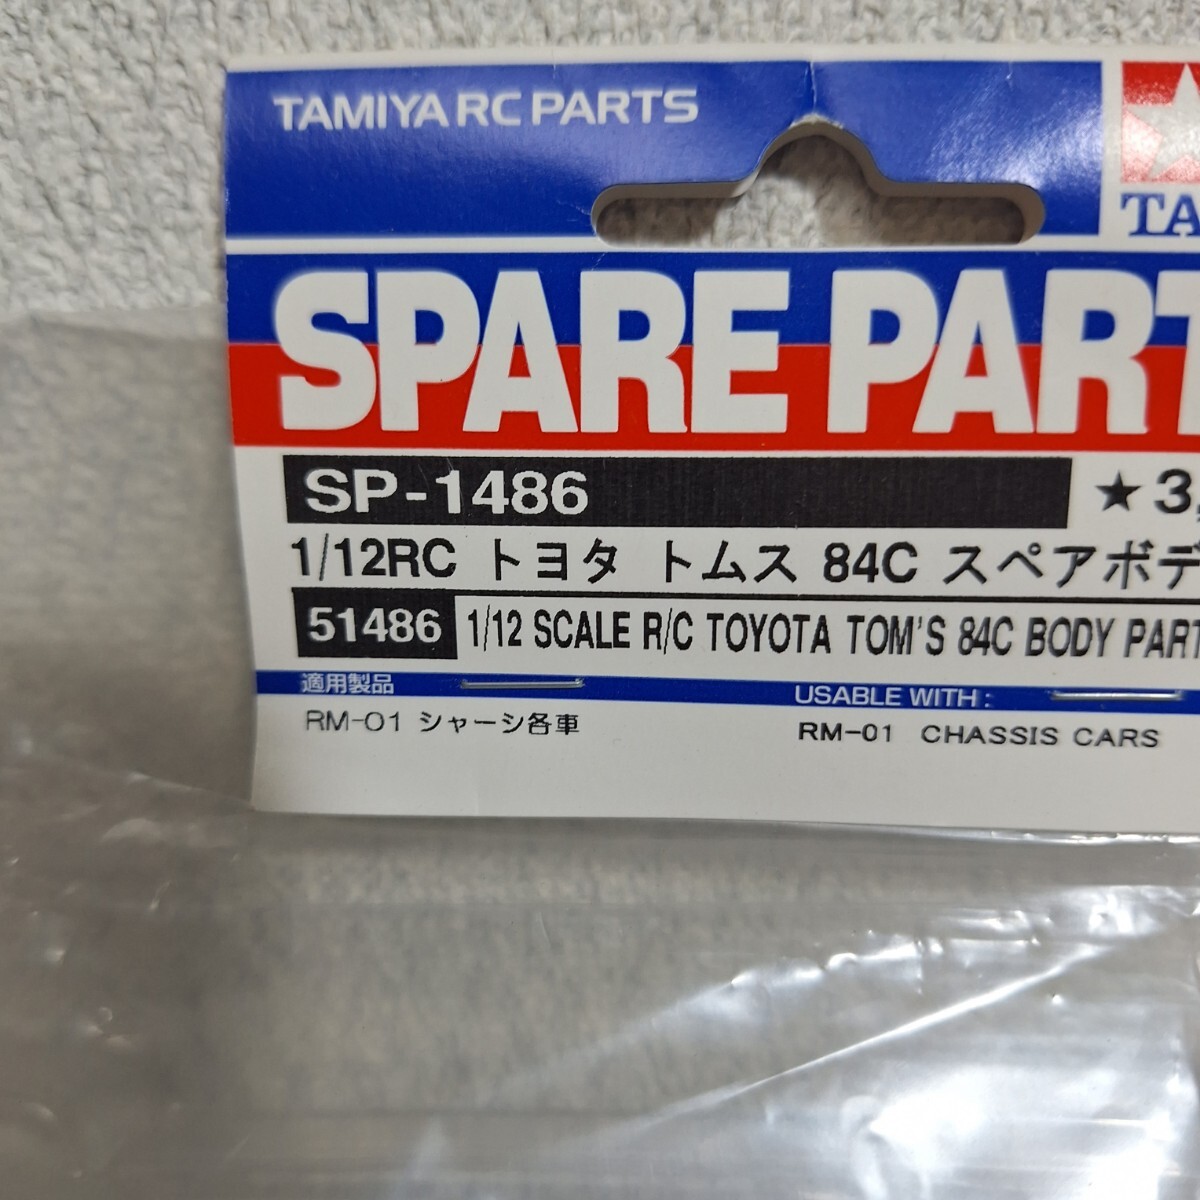 TAMIYA RC PARTS
TA
SPARE PART
SP-1486
★3,
1/12RC トヨタ トムス 84C スペアボデ
51486 1/12 SCALE R/C TOYOTA TOM'S 84C BODY PART
適用製品
USABLE WITH:
RM-01 シャーシ各車
RM-01 CHASSIS CARS